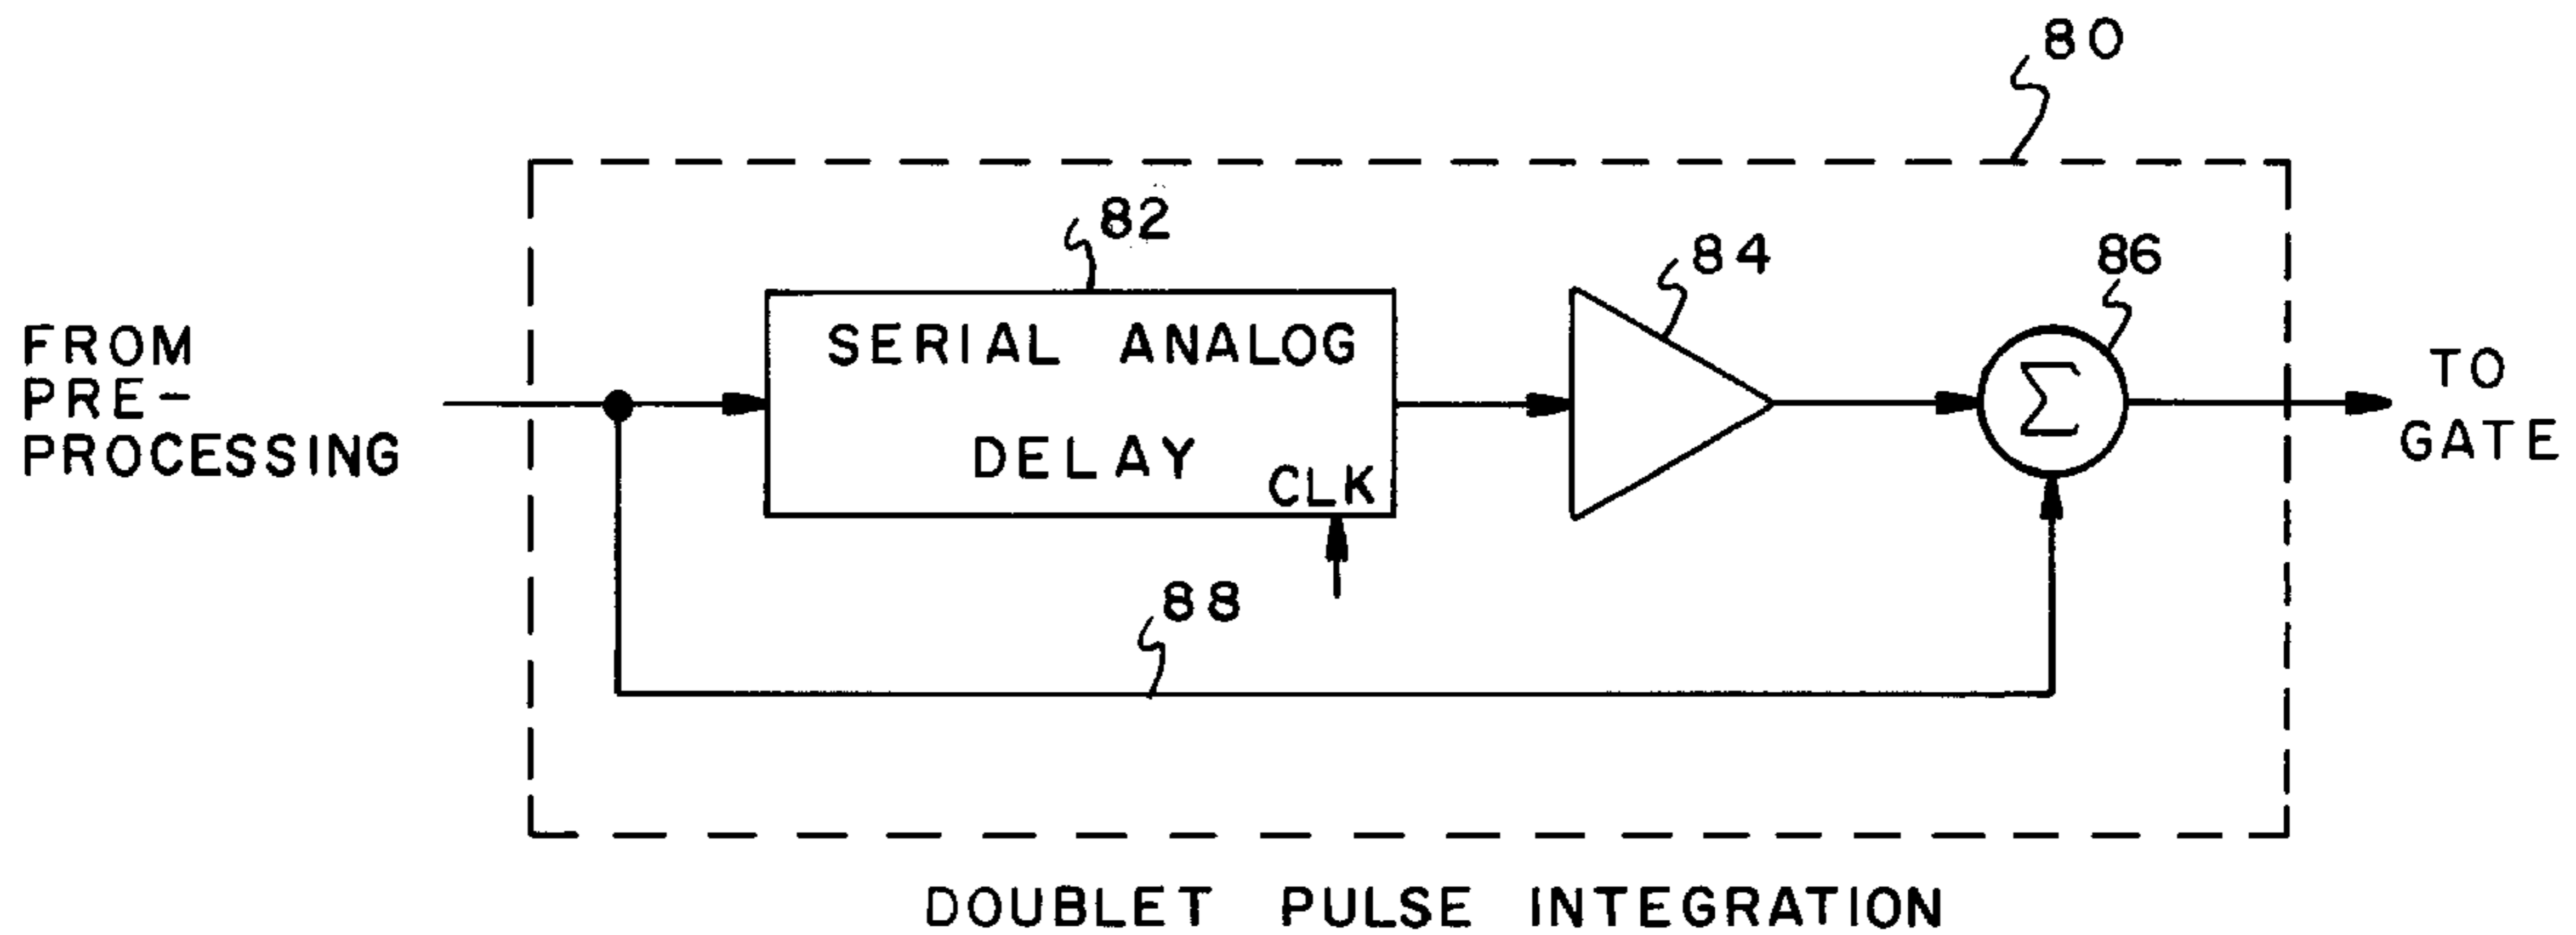 80
82
84
86
FROM
PRE-
PROCESSING
SERIAL ANALOG
DELAY
CLK
Σ
TO
GATE
88
DOUBLET PULSE INTEGRATION